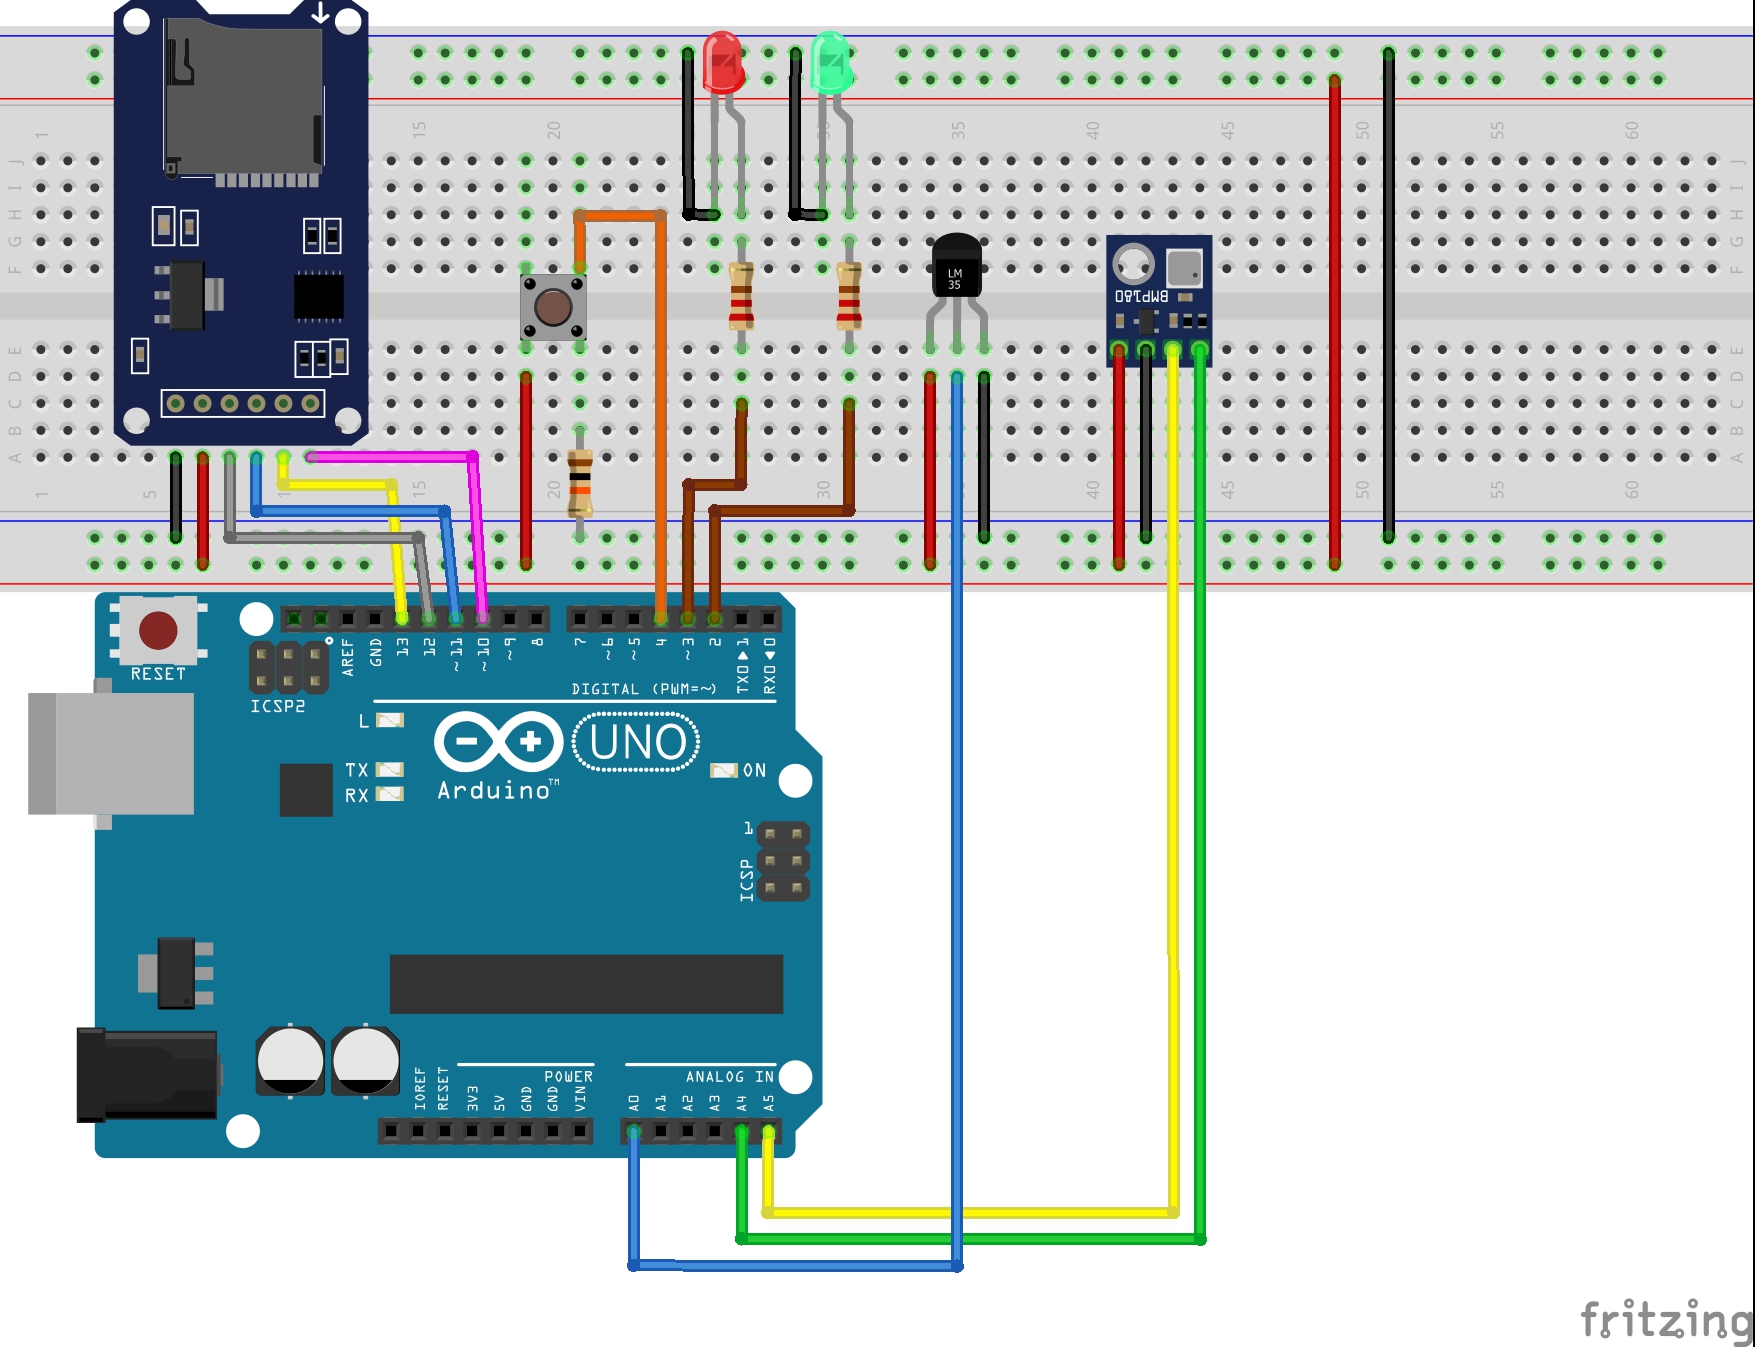 1 15 20 30 35 40 45 50 55 60
J J
I I
H H
G G
F F
LM
35
BMP180
E E
D D
C C
B B
A A
1 5 15 20 30 40 45 50 55 60
RESET
ICSP2
AREF GND 13 12 ~11 ~10 ~9 8 7 ~6 ~5 4 ~3 2 TX0▶1 RX0◀0
DIGITAL (PWM=~)
L
UNO
TX
RX
ON
Arduino™
1
ICSP
POWER
ANALOG IN
IOREF RESET 3V3 5V GND GND VIN A0 A1 A2 A3 A4 A5
fritzing